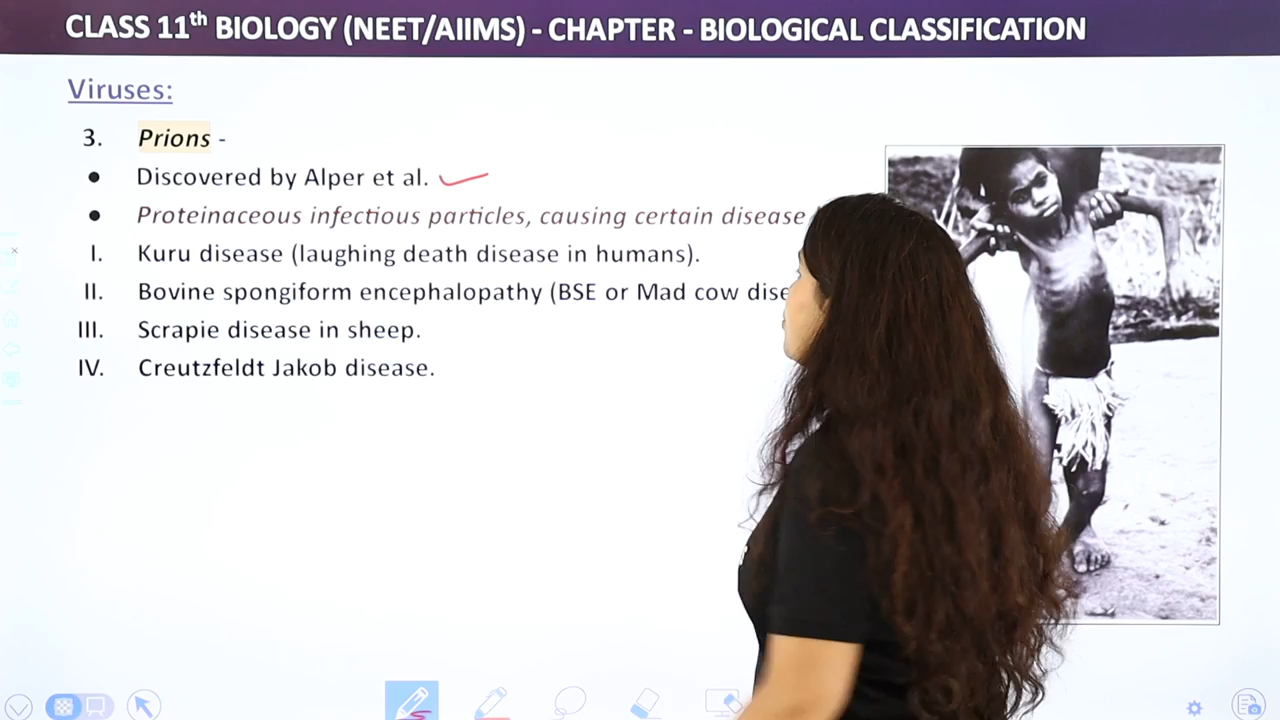 CLASS 11th BIOLOGY (NEET/AIIMS) - CHAPTER - BIOLOGICAL CLASSIFICATION
Viruses:
3. Prions -
● Discovered by Alper et al.
● Proteinaceous infectious particles, causing certain disease
I. Kuru disease (laughing death disease in humans).
II. Bovine spongiform encephalopathy (BSE or Mad cow dise
III. Scrapie disease in sheep.
IV. Creutzfeldt Jakob disease.